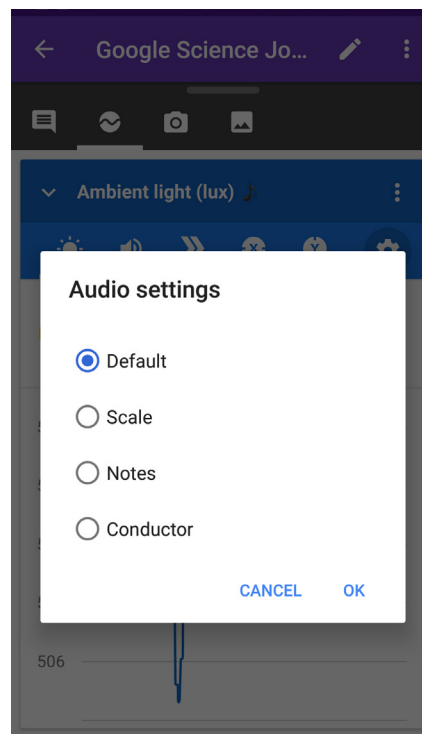 Google Science Jo...
Ambient light (lux)
Audio settings
Default
Scale
Notes
Conductor
CANCEL OK
506